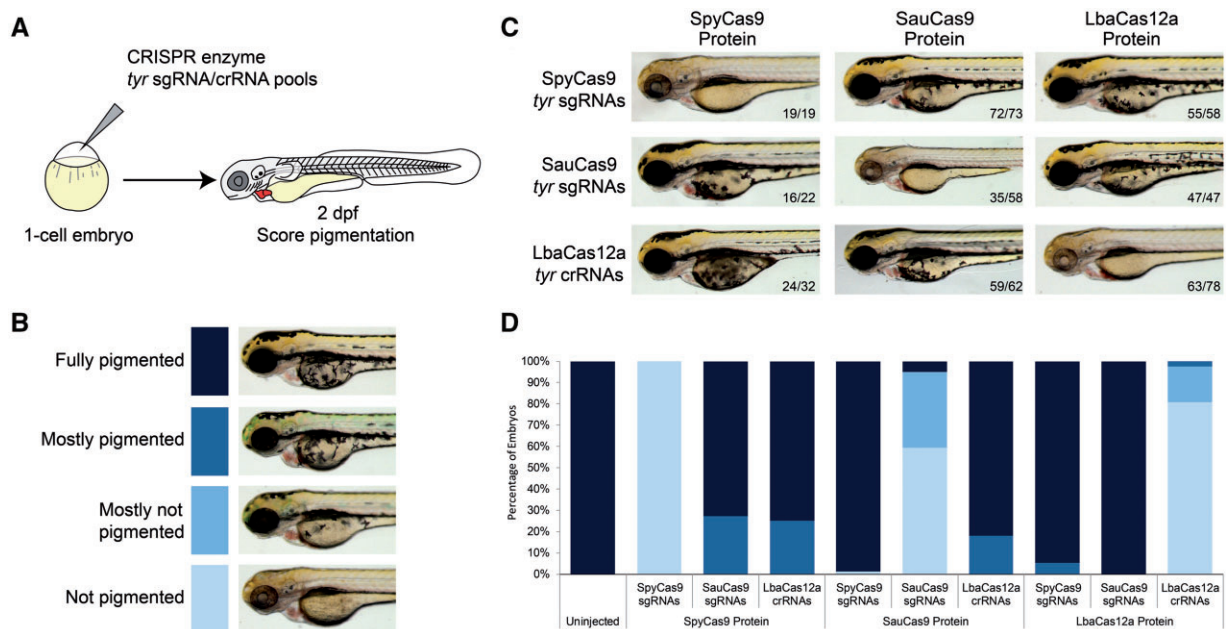 A
CRISPR enzyme
tyr sgRNA/crRNA pools
1-cell embryo
2 dpf
Score pigmentation
B
Fully pigmented
Mostly pigmented
Mostly not
pigmented
Not pigmented
C
SpyCas9
Protein
SauCas9
Protein
LbaCas12a
Protein
SpyCas9
tyr sgRNAs
19/19
72/73
55/58
SauCas9
tyr sgRNAs
16/22
35/58
47/47
LbaCas12a
tyr crRNAs
24/32
59/62
63/78
D
Percentage of Embryos
100%
90%
80%
70%
60%
50%
40%
30%
20%
10%
0%
SpyCas9
sgRNAs
SauCas9
sgRNAs
LbaCas12a
crRNAs
SpyCas9
sgRNAs
SauCas9
sgRNAs
LbaCas12a
crRNAs
SpyCas9
sgRNAs
SauCas9
sgRNAs
LbaCas12a
crRNAs
Uninjected
SpyCas9 Protein
SauCas9 Protein
LbaCas12a Protein